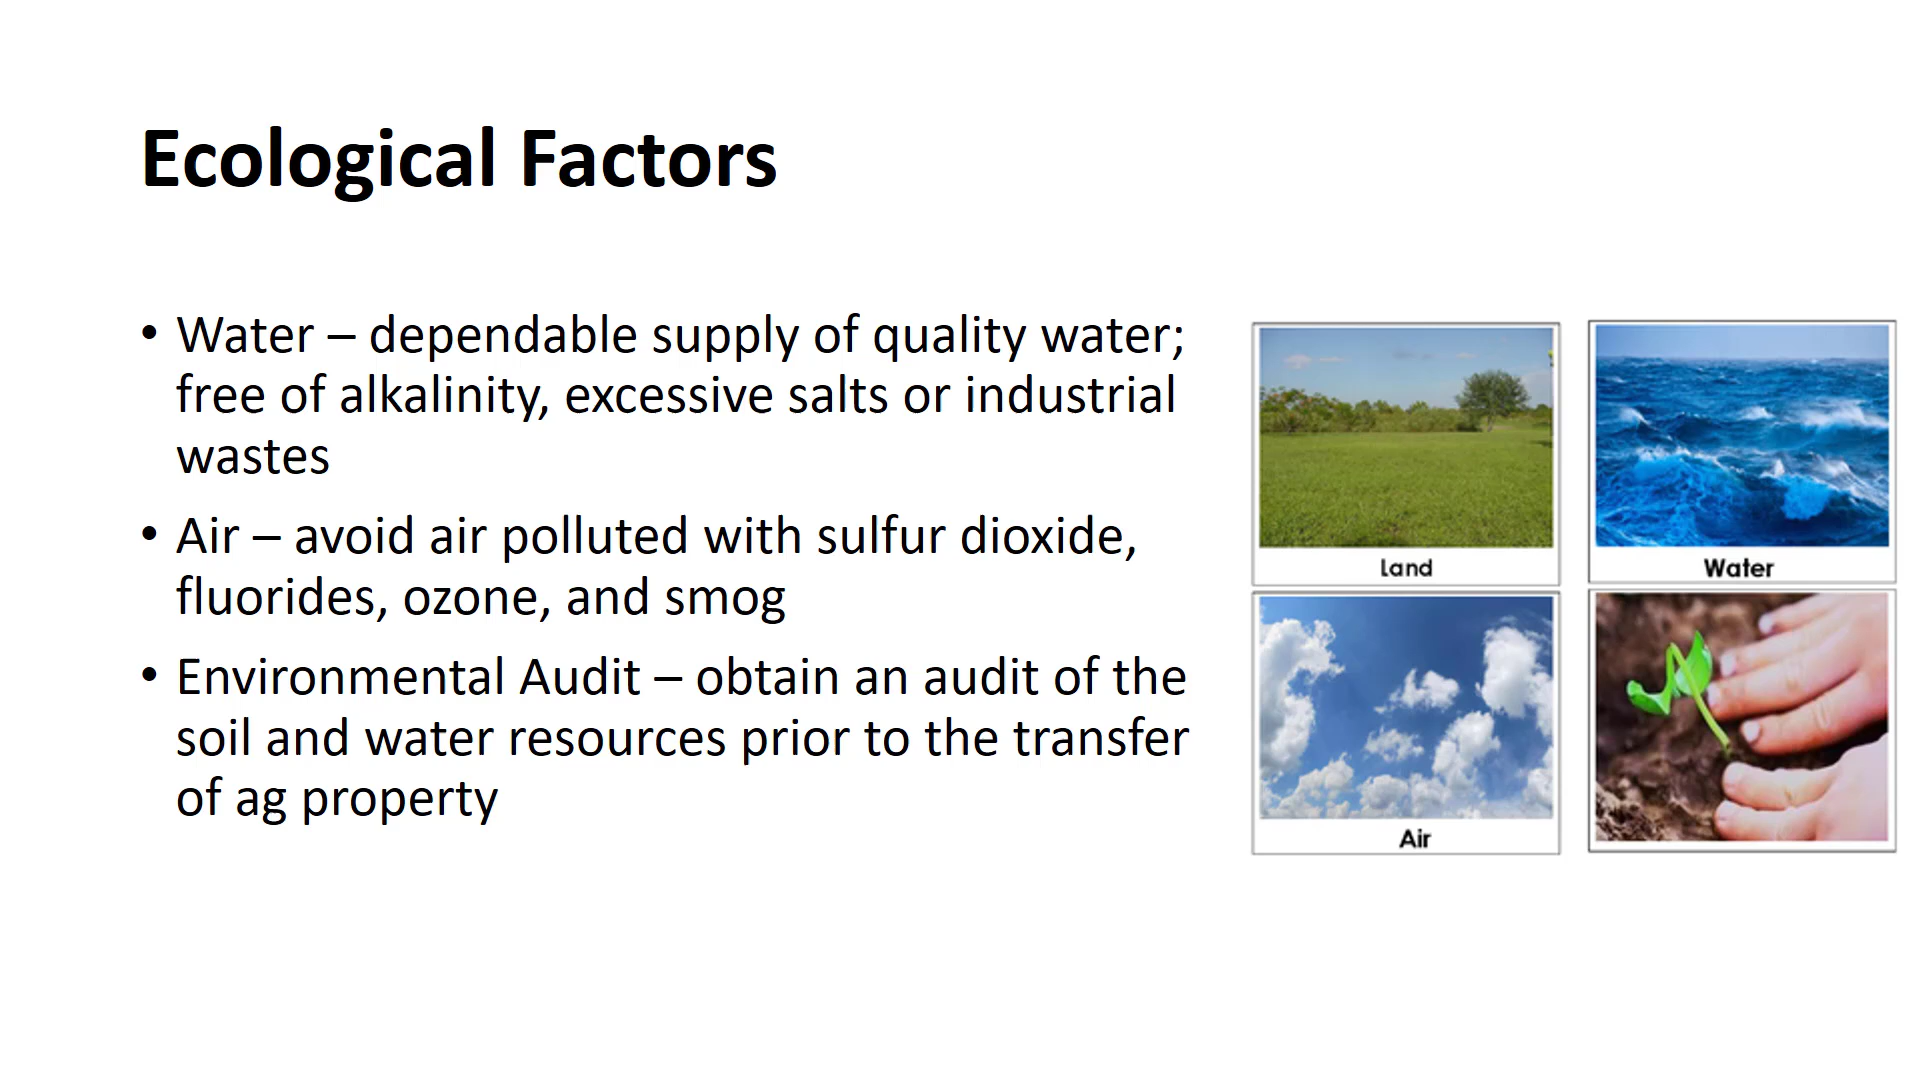 Ecological Factors
• Water – dependable supply of quality water;
free of alkalinity, excessive salts or industrial
wastes
• Air – avoid air polluted with sulfur dioxide,
fluorides, ozone, and smog
• Environmental Audit – obtain an audit of the
soil and water resources prior to the transfer
of ag property
Land
Water
Air